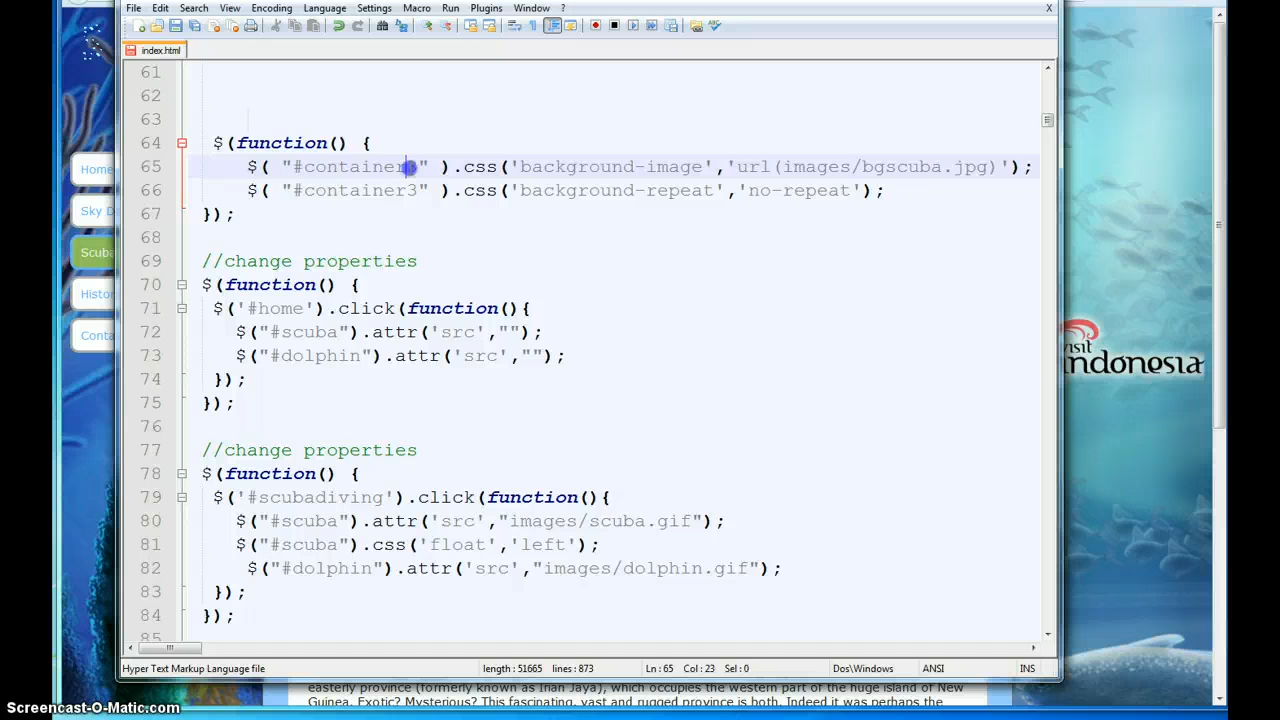 File Edit Search View Encoding Language Settings Macro Run Plugins Window ? X
index.html
61
62
63
64 $(function() {
65 $( "#container3" ).css('background-image','url(images/bgscuba.jpg)');
66 $( "#container3" ).css('background-repeat','no-repeat');
67 });
68
69 //change properties
70 $(function() {
71 $('#home').click(function(){
72 $("#scuba").attr('src',"");
73 $("#dolphin").attr('src',"");
74 });
75 });
76
77 //change properties
78 $(function() {
79 $('#scubadiving').click(function(){
80 $("#scuba").attr('src',"images/scuba.gif");
81 $("#scuba").css('float','left');
82 $("#dolphin").attr('src',"images/dolphin.gif");
83 });
84 });
85
Home
Sky D
Scuba
Histor
Conta
visit
indonesia
Hyper Text Markup Language file length : 51665 lines : 873 Ln : 65 Col : 23 Sel : 0 Dos\Windows ANSI INS
easterly province (formerly known as Irian Jaya), which occupies the western part of the huge island of New
Guinea. Exotic? Mysterious? This fascinating, vast and rugged province is both. Indeed it was perhaps the
Screencast-O-Matic.com